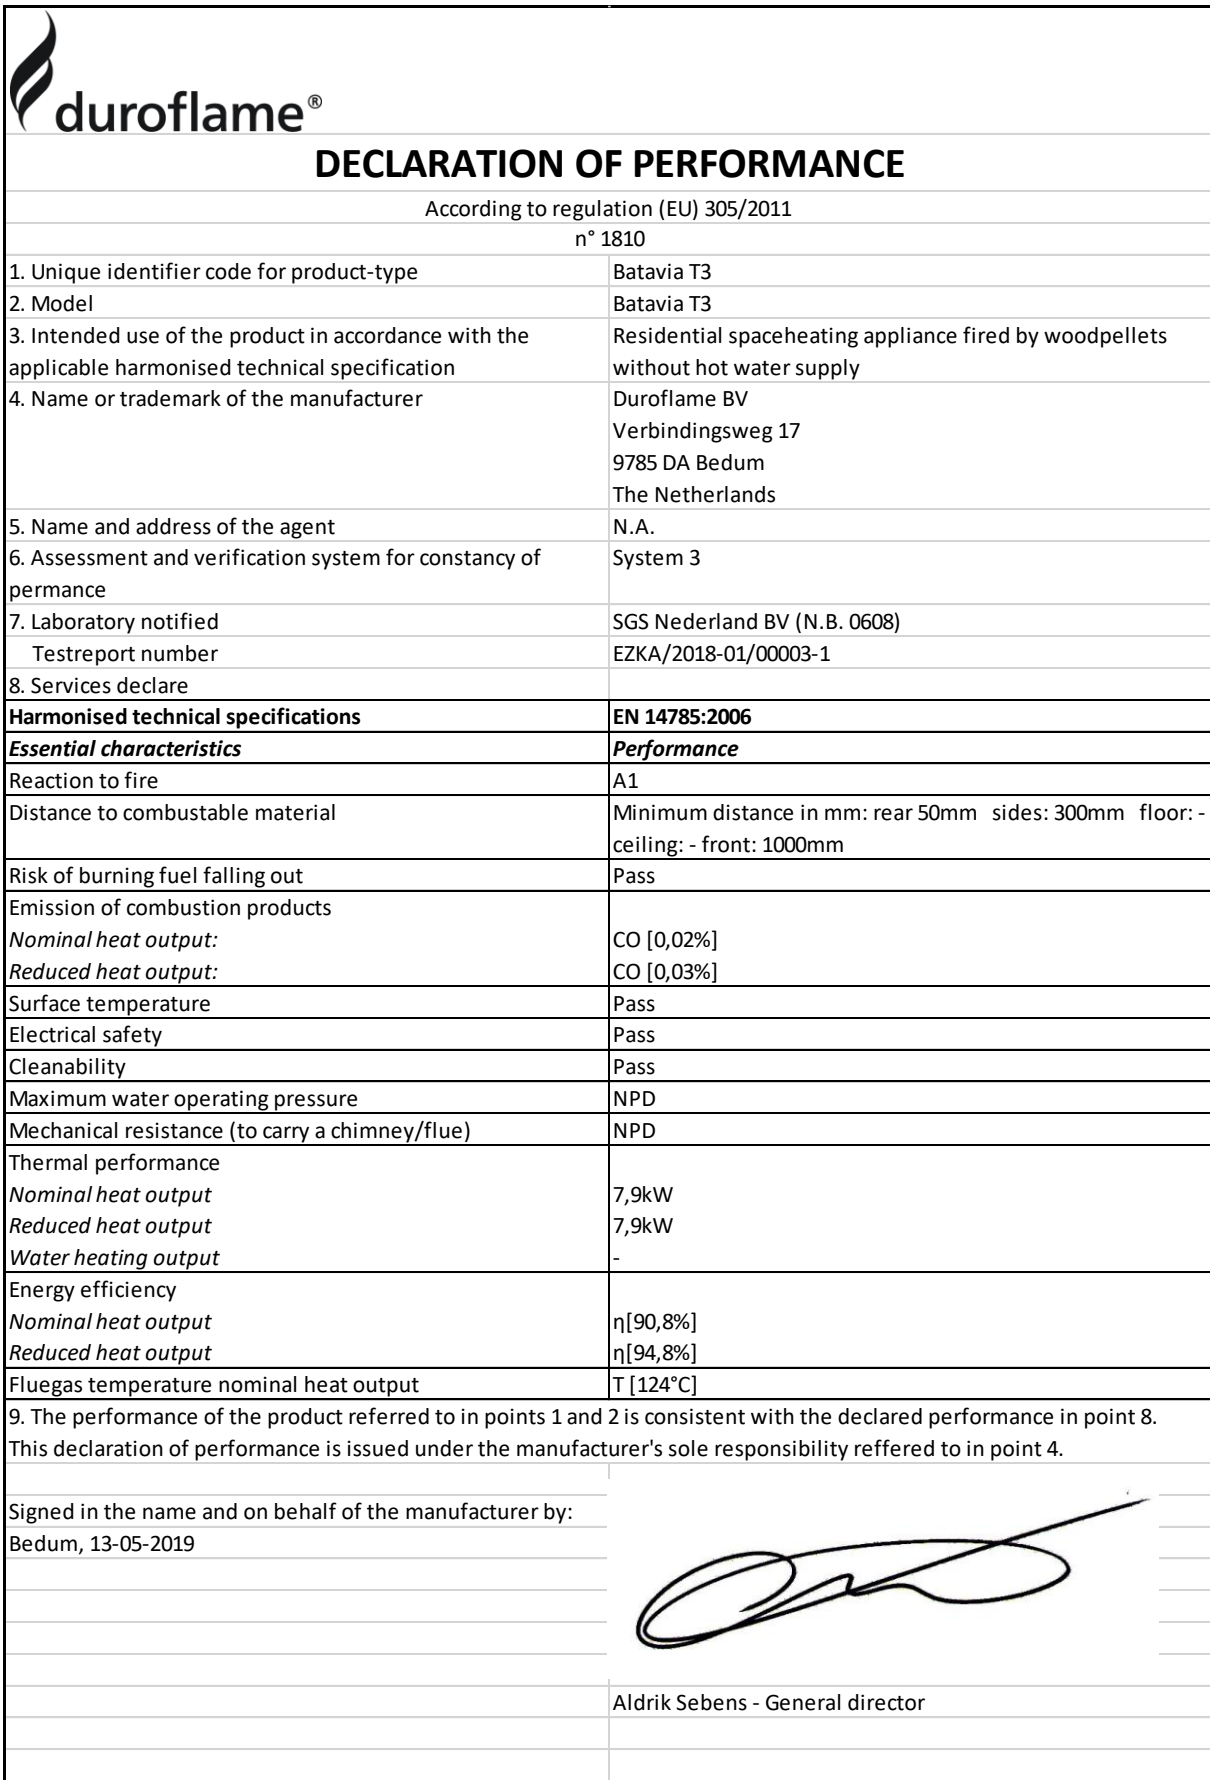 duroflame®
DECLARATION OF PERFORMANCE
According to regulation (EU) 305/2011
n° 1810
1. Unique identifier code for product-type Batavia T3
2. Model Batavia T3
3. Intended use of the product in accordance with the Residential spaceheating appliance fired by woodpellets
applicable harmonised technical specification without hot water supply
4. Name or trademark of the manufacturer Duroflame BV
Verbindingsweg 17
9785 DA Bedum
The Netherlands
5. Name and address of the agent N.A.
6. Assessment and verification system for constancy of System 3
permance
7. Laboratory notified SGS Nederland BV (N.B. 0608)
Testreport number EZKA/2018-01/00003-1
8. Services declare
Harmonised technical specifications EN 14785:2006
Essential characteristics Performance
Reaction to fire A1
Distance to combustable material Minimum distance in mm: rear 50mm sides: 300mm floor: -
ceiling: - front: 1000mm
Risk of burning fuel falling out Pass
Emission of combustion products
Nominal heat output: CO [0,02%]
Reduced heat output: CO [0,03%]
Surface temperature Pass
Electrical safety Pass
Cleanability Pass
Maximum water operating pressure NPD
Mechanical resistance (to carry a chimney/flue) NPD
Thermal performance
Nominal heat output 7,9kW
Reduced heat output 7,9kW
Water heating output -
Energy efficiency
Nominal heat output η[90,8%]
Reduced heat output η[94,8%]
Fluegas temperature nominal heat output T [124°C]
9. The performance of the product referred to in points 1 and 2 is consistent with the declared performance in point 8.
This declaration of performance is issued under the manufacturer's sole responsibility reffered to in point 4.
Signed in the name and on behalf of the manufacturer by:
Bedum, 13-05-2019
Aldrik Sebens - General director